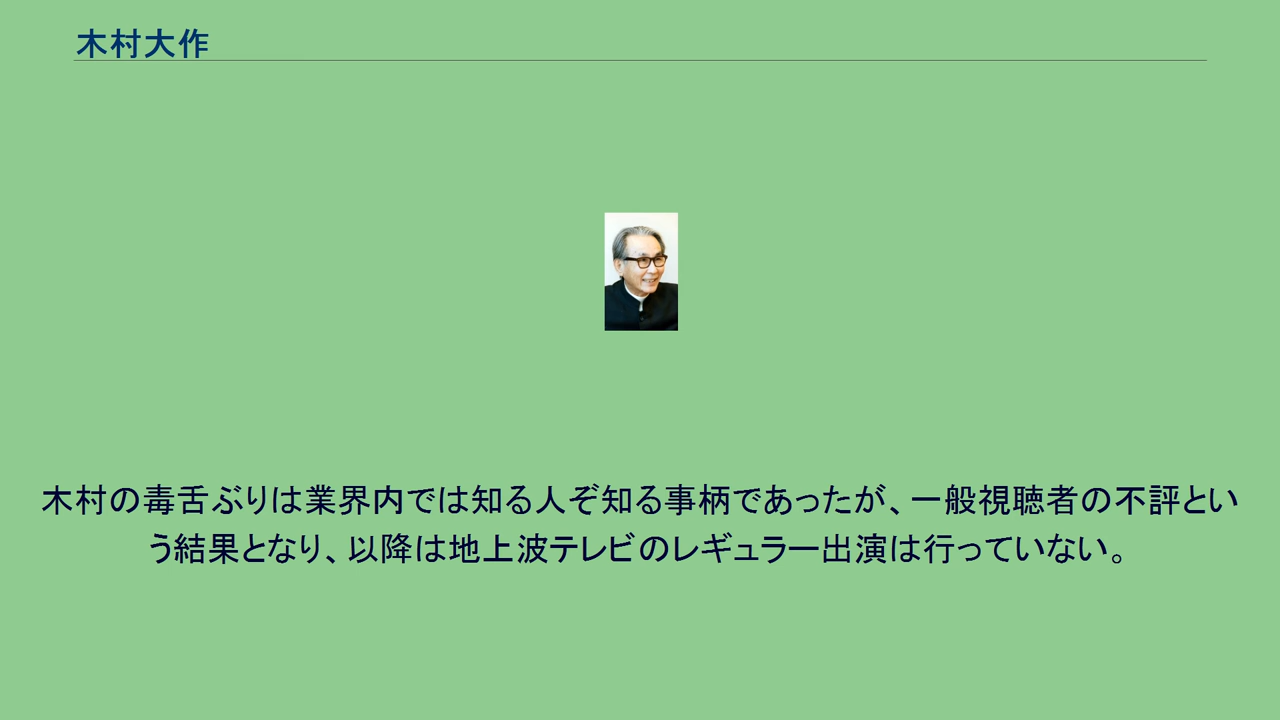 木村大作
木村の毒舌ぶりは業界内では知る人ぞ知る事柄であったが、一般視聴者の不評とい
う結果となり、以降は地上波テレビのレギュラー出演は行っていない。